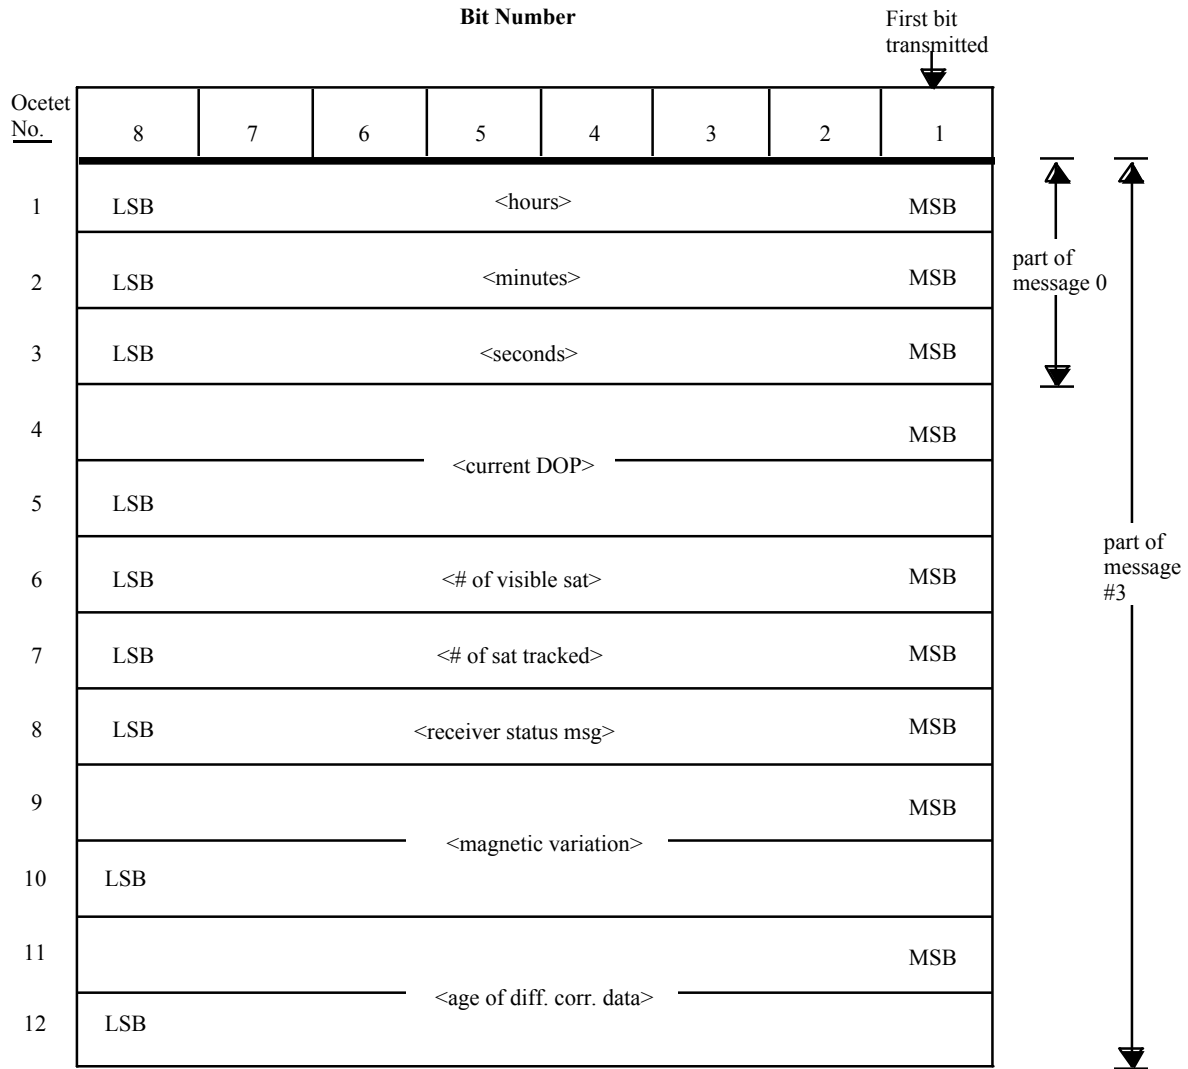 Bit Number
First bit
transmitted
Ocetet
No.
8 7 6 5 4 3 2 1
1 LSB <hours> MSB
2 LSB <minutes> MSB
3 LSB <seconds> MSB
part of
message 0
4 MSB
<current DOP>
5 LSB
6 LSB <# of visible sat> MSB
part of
message
#3
7 LSB <# of sat tracked> MSB
8 LSB <receiver status msg> MSB
9 MSB
<magnetic variation>
10 LSB
11 MSB
<age of diff. corr. data>
12 LSB